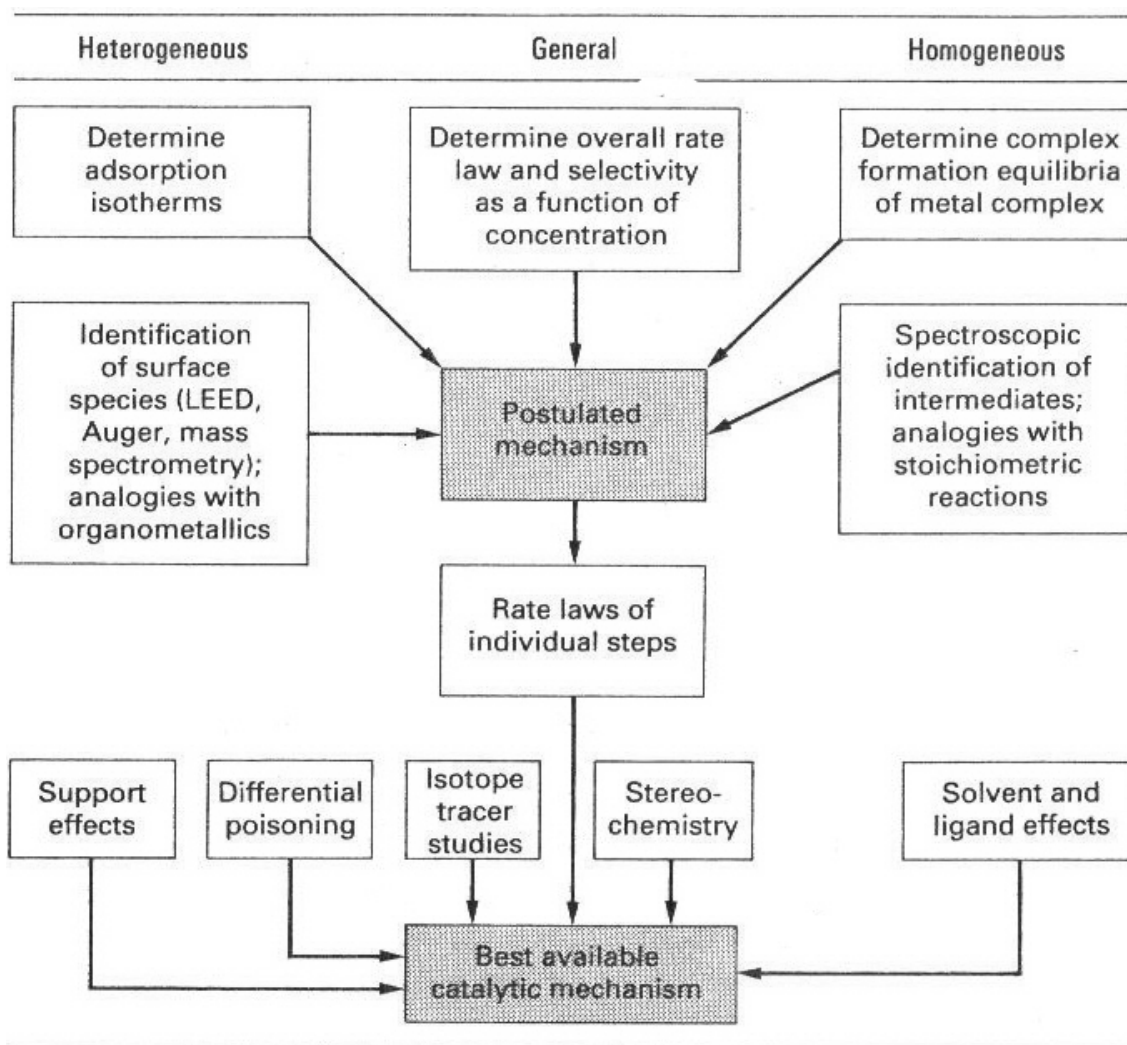 Heterogeneous
General
Homogeneous
Determine
adsorption
isotherms
Determine overall rate
law and selectivity
as a function of
concentration
Determine complex
formation equilibria
of metal complex
Identification
of surface
species (LEED,
Auger, mass
spectrometry);
analogies with
organometallics
Postulated
mechanism
Spectroscopic
identification of
intermediates;
analogies with
stoichiometric
reactions
Rate laws of
individual steps
Support
effects
Differential
poisoning
Isotope
tracer
studies
Stereo-
chemistry
Solvent and
ligand effects
Best available
catalytic mechanism